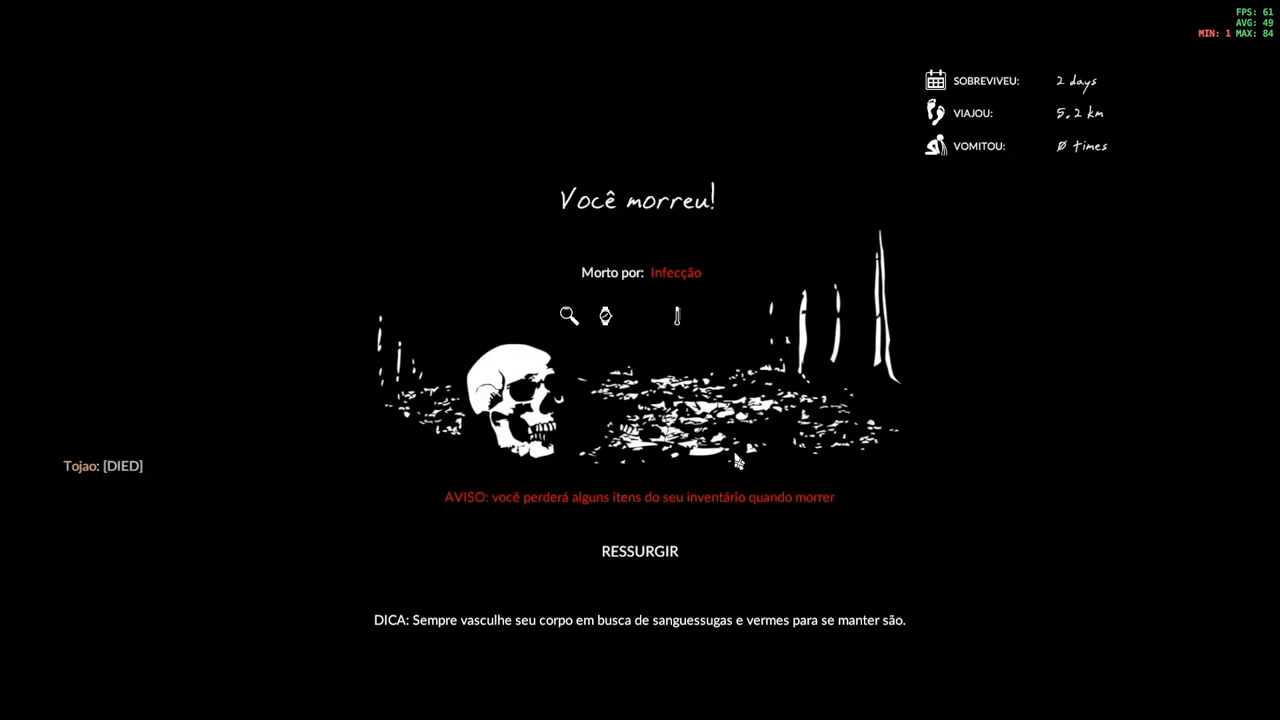 FPS: 61
AVG: 49
MIN: 1 MAX: 84
SOBREVIVEU: 2 days
VIAJOU: 5.2 km
VOMITOU: 0 times
Você morreu!
Morto por: Infecção
Tojao: [DIED]
AVISO: você perderá alguns itens do seu inventário quando morrer
RESSURGIR
DICA: Sempre vasculhe seu corpo em busca de sanguessugas e vermes para se manter são.